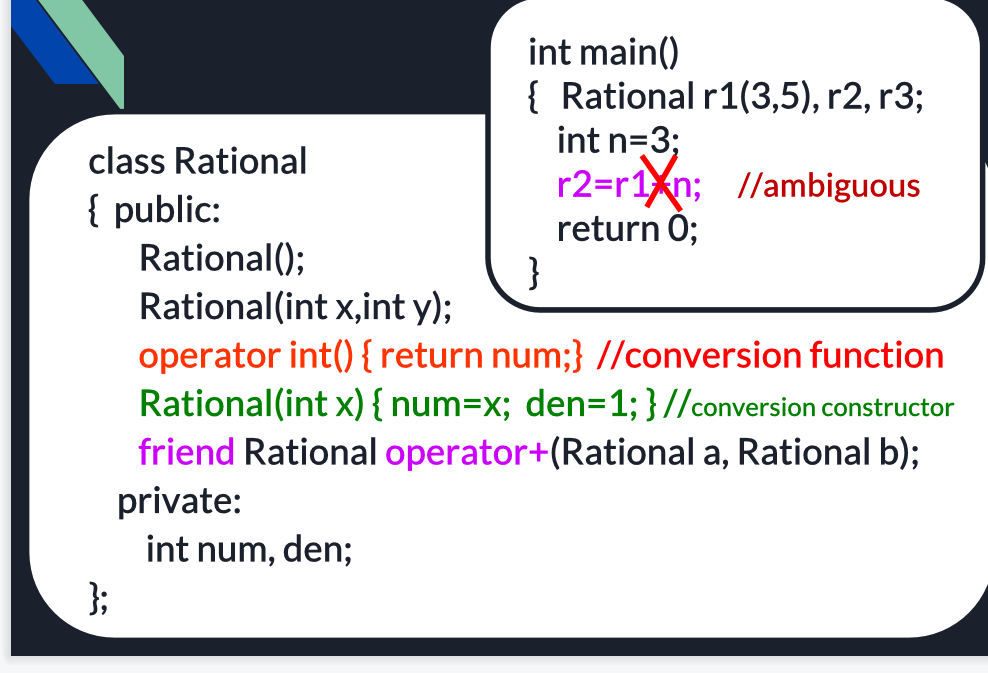 int main()
{ Rational r1(3,5), r2, r3;
int n=3;
r2=r1+n; //ambiguous
return 0;
}
class Rational
{ public:
Rational();
Rational(int x,int y);
operator int() { return num;} //conversion function
Rational(int x) { num=x; den=1; } //conversion constructor
friend Rational operator+(Rational a, Rational b);
private:
int num, den;
};